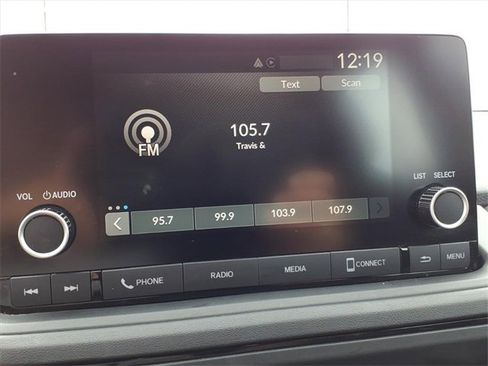 12:19
Text Scan
105.7
Travis &
FM
VOL AUDIO
LIST SELECT
95.7 99.9 103.9 107.9
PHONE RADIO MEDIA CONNECT MENU